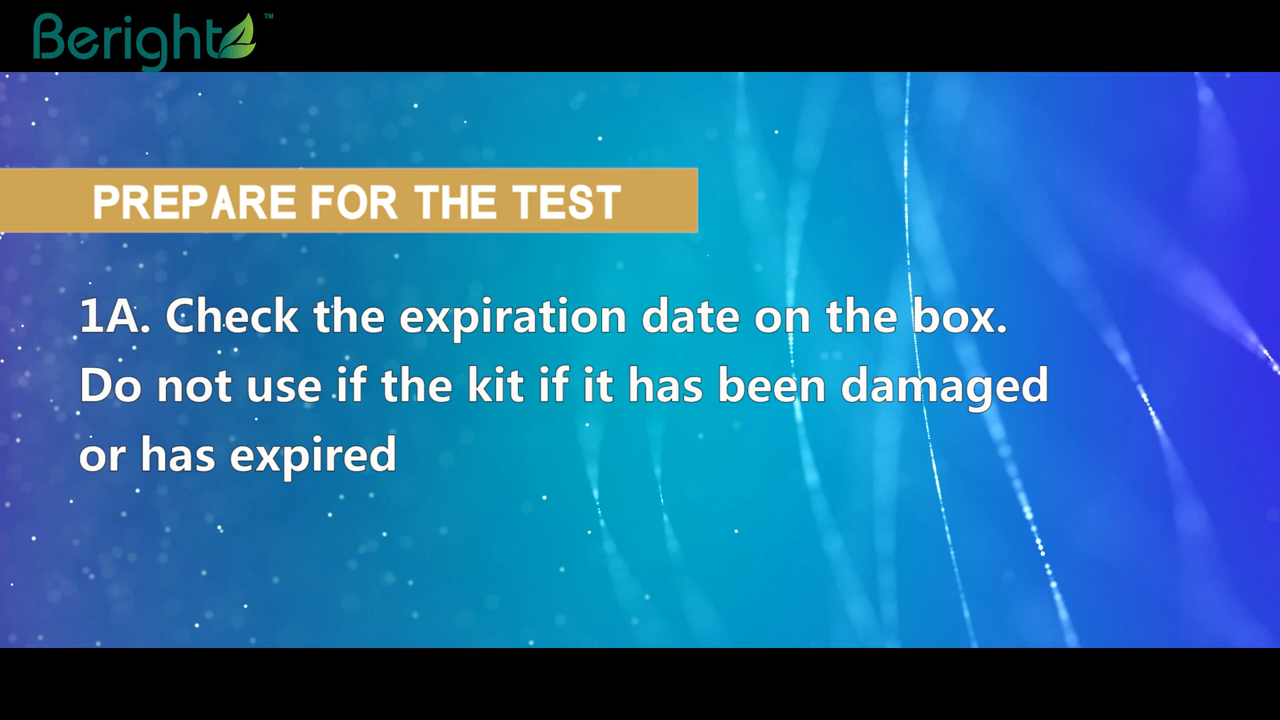 Beright™
PREPARE FOR THE TEST
1A. Check the expiration date on the box.
Do not use if the kit if it has been damaged
or has expired